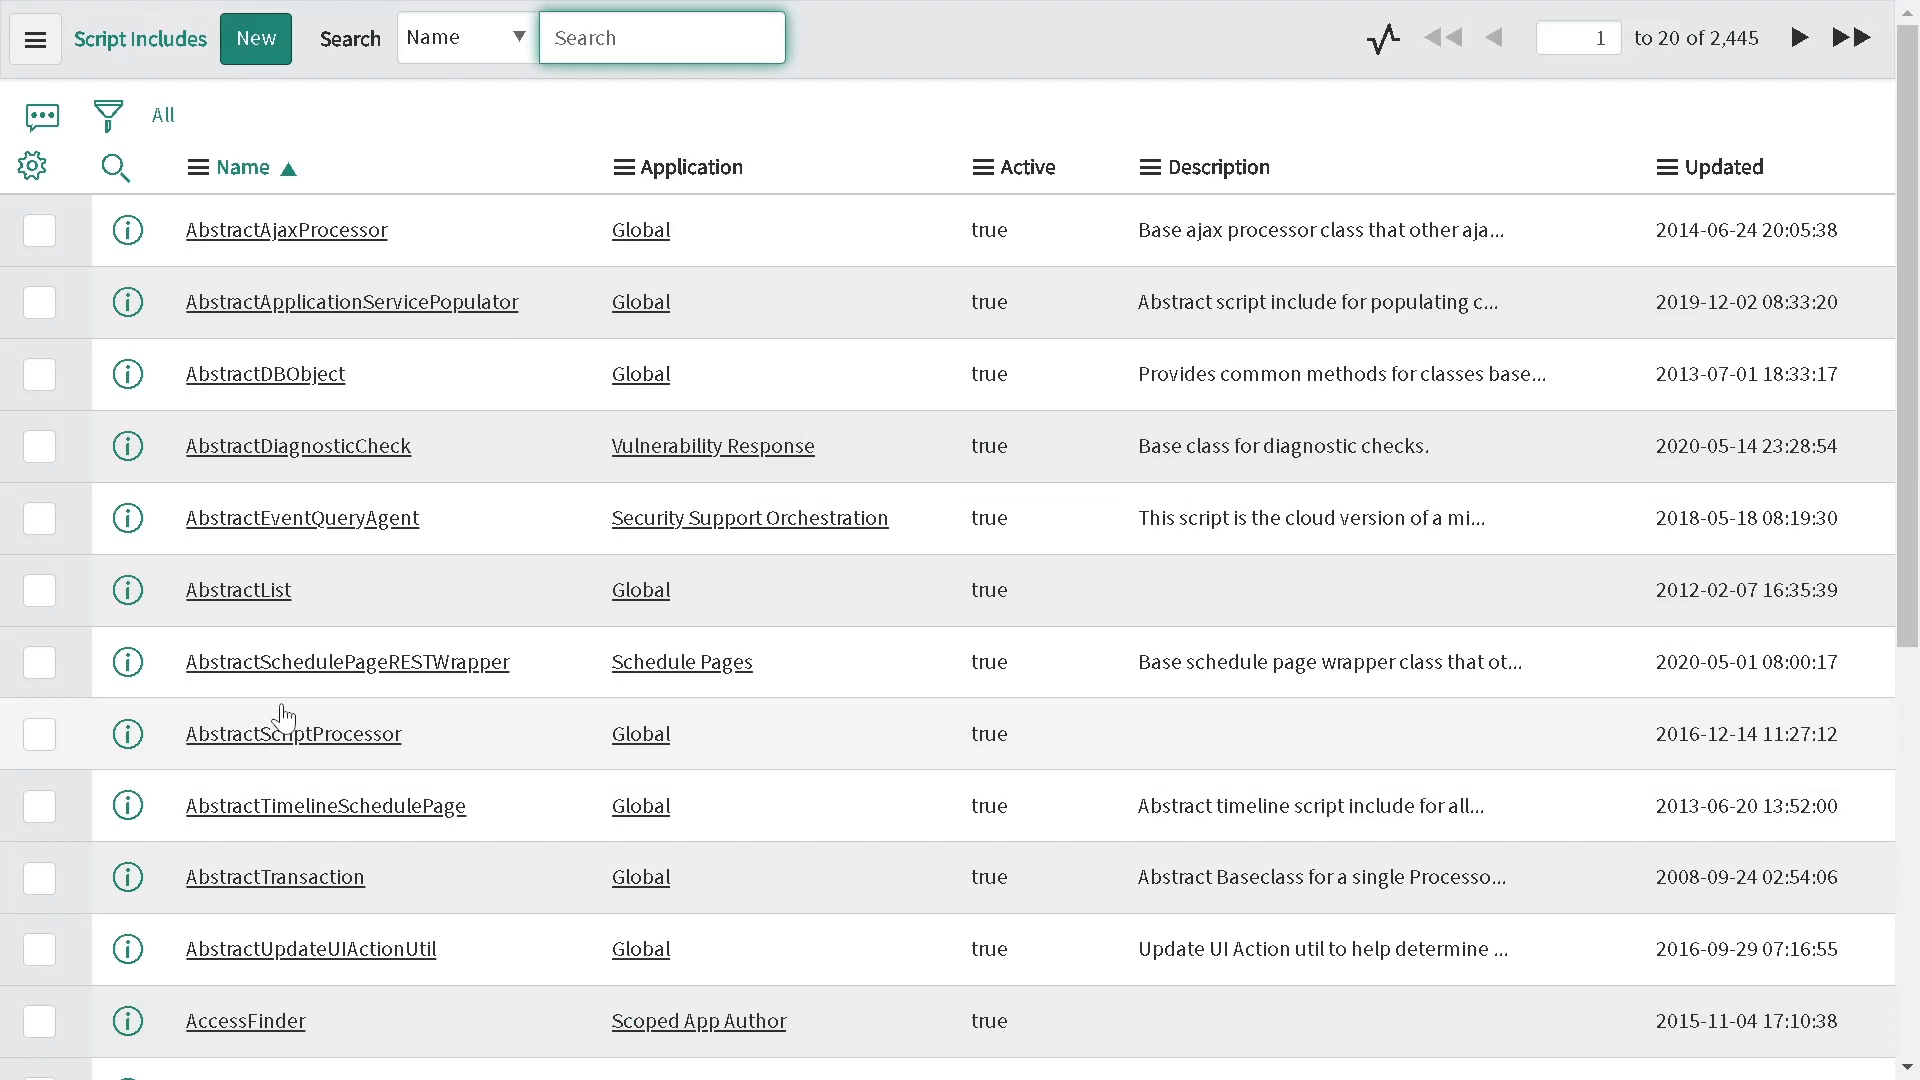 Script Includes New Search Name Search 1 to 20 of 2,445
All
Name Application Active Description Updated
AbstractAjaxProcessor Global true Base ajax processor class that other aja... 2014-06-24 20:05:38
AbstractApplicationServicePopulator Global true Abstract script include for populating c... 2019-12-02 08:33:20
AbstractDBObject Global true Provides common methods for classes base... 2013-07-01 18:33:17
AbstractDiagnosticCheck Vulnerability Response true Base class for diagnostic checks. 2020-05-14 23:28:54
AbstractEventQueryAgent Security Support Orchestration true This script is the cloud version of a mi... 2018-05-18 08:19:30
AbstractList Global true 2012-02-07 16:35:39
AbstractSchedulePageRESTWrapper Schedule Pages true Base schedule page wrapper class that ot... 2020-05-01 08:00:17
AbstractScriptProcessor Global true 2016-12-14 11:27:12
AbstractTimelineSchedulePage Global true Abstract timeline script include for all... 2013-06-20 13:52:00
AbstractTransaction Global true Abstract Baseclass for a single Processo... 2008-09-24 02:54:06
AbstractUpdateUIActionUtil Global true Update UI Action util to help determine ... 2016-09-29 07:16:55
AccessFinder Scoped App Author true 2015-11-04 17:10:38